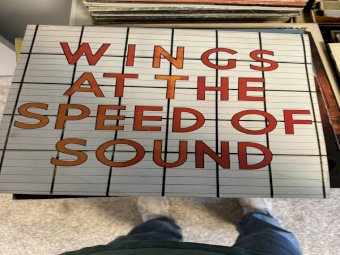 WINGS
AT THE
SPEED OF
SOUND